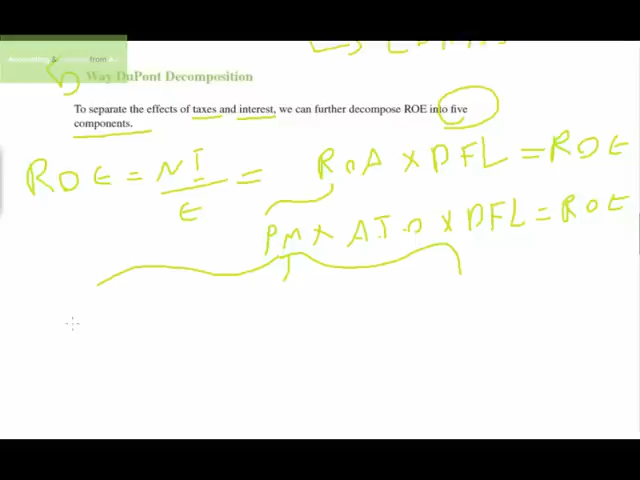 Way DuPont Decomposition
To separate the effects of taxes and interest, we can further decompose ROE into five
components.
ROE = NI / E = ROA X DFL = ROE
PM X A.T.O X DFL = ROE